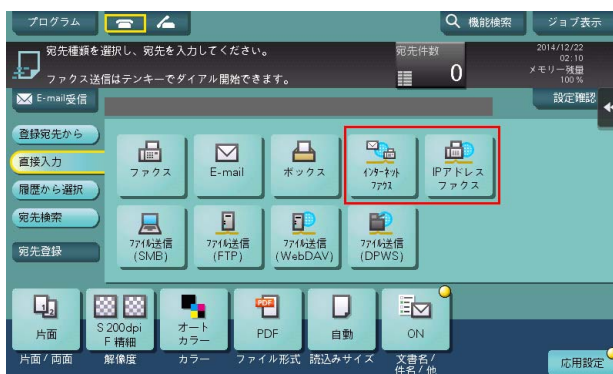 プログラム
機能検索
ジョブ表示
宛先種類を選択し、宛先を入力してください。
ファクス送信はテンキーでダイアル開始できます。
宛先件数
0
2014/12/22
02:10
メモリー残量
100 %
E-mail受信
設定確認
登録宛先から
直接入力
履歴から選択
宛先検索
宛先登録
ファクス
E-mail
ボックス
インターネット
ファクス
IPアドレス
ファクス
ファイル送信
(SMB)
ファイル送信
(FTP)
ファイル送信
(WebDAV)
ファイル送信
(DPWS)
片面
S 200dpi
F 精細
オート
カラー
PDF
PDF
自動
ON
片面 / 両面
解像度
カラー
ファイル形式
読込みサイズ
文書名 /
件名 / 他
応用設定